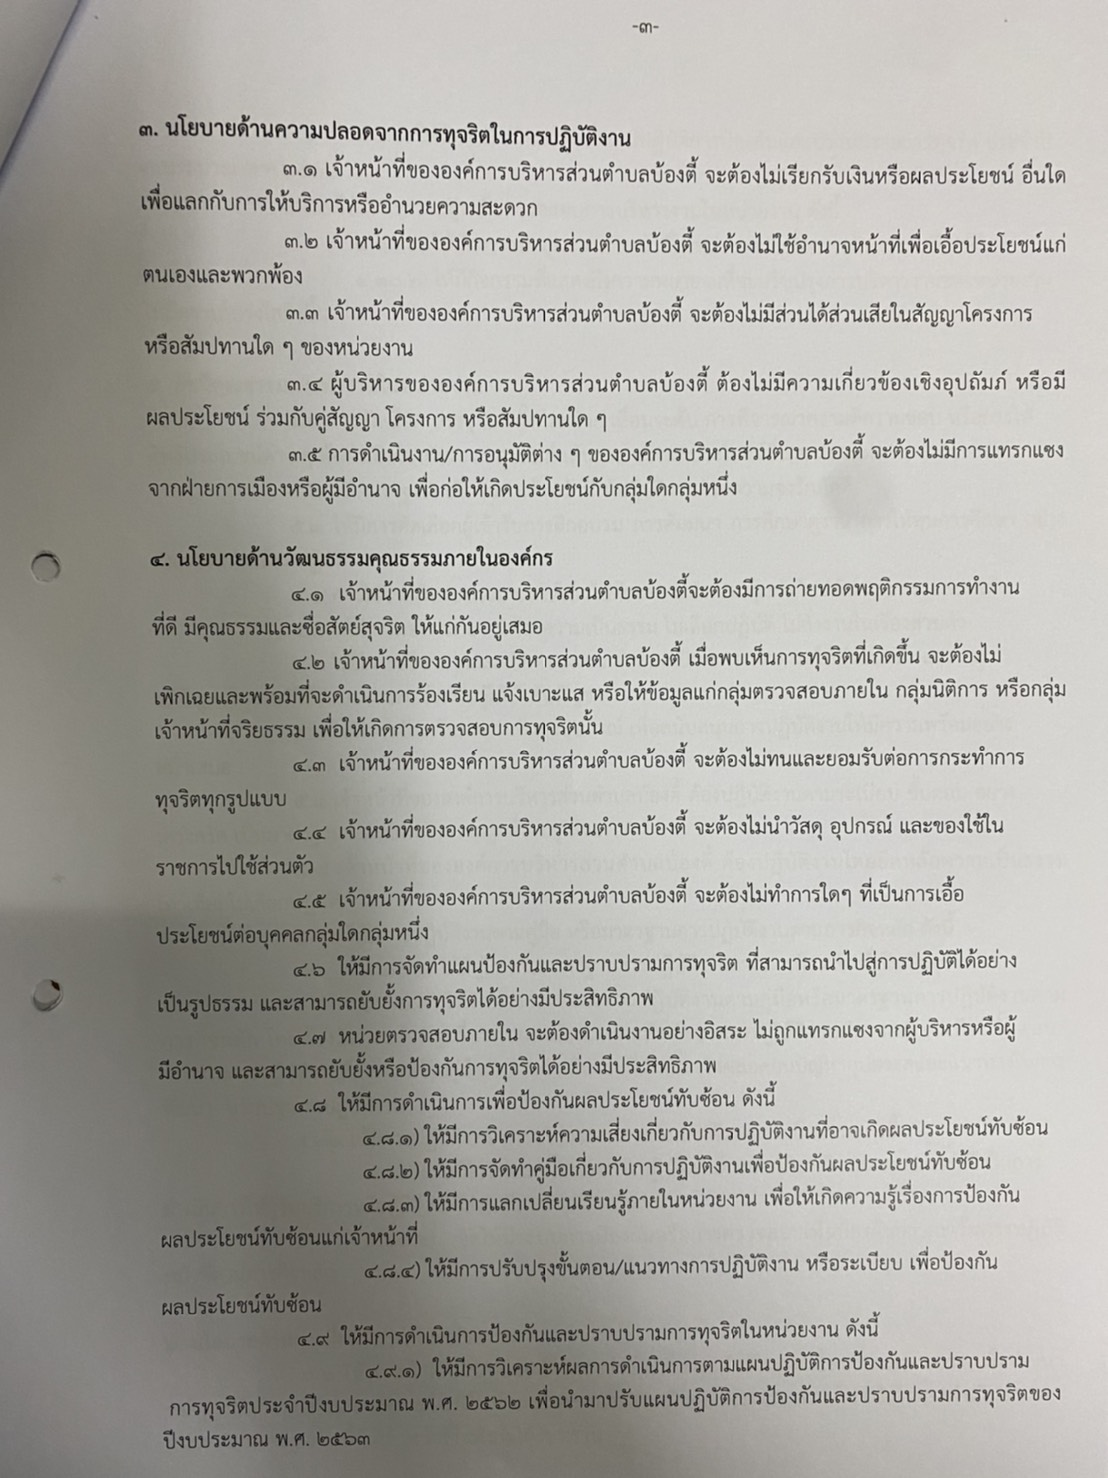 -๓-
๓. นโยบายด้านความปลอดจากการทุจริตในการปฏิบัติงาน
๓.๑ เจ้าหน้าที่ขององค์การบริหารส่วนตำบลบ้องตี้ จะต้องไม่เรียกรับเงินหรือผลประโยชน์ อื่นใด
เพื่อแลกกับการให้บริการหรืออำนวยความสะดวก
๓.๒ เจ้าหน้าที่ขององค์การบริหารส่วนตำบลบ้องตี้ จะต้องไม่ใช้อำนาจหน้าที่เพื่อเอื้อประโยชน์แก่
ตนเองและพวกพ้อง
๓.๓ เจ้าหน้าที่ขององค์การบริหารส่วนตำบลบ้องตี้ จะต้องไม่มีส่วนได้ส่วนเสียในสัญญาโครงการ
หรือสัมปทานใด ๆ ของหน่วยงาน
๓.๔ ผู้บริหารขององค์การบริหารส่วนตำบลบ้องตี้ ต้องไม่มีความเกี่ยวข้องเชิงอุปถัมภ์ หรือมี
ผลประโยชน์ ร่วมกับคู่สัญญา โครงการ หรือสัมปทานใด ๆ
๓.๕ การดำเนินงาน/การอนุมัติต่าง ๆ ขององค์การบริหารส่วนตำบลบ้องตี้ จะต้องไม่มีการแทรกแซง
จากฝ่ายการเมืองหรือผู้มีอำนาจ เพื่อก่อให้เกิดประโยชน์กับกลุ่มใดกลุ่มหนึ่ง
๔. นโยบายด้านวัฒนธรรมคุณธรรมภายในองค์กร
๔.๑ เจ้าหน้าที่ขององค์การบริหารส่วนตำบลบ้องตี้จะต้องมีการถ่ายทอดพฤติกรรมการทำงาน
ที่ดี มีคุณธรรมและซื่อสัตย์สุจริต ให้แก่กันอยู่เสมอ
๔.๒ เจ้าหน้าที่ขององค์การบริหารส่วนตำบลบ้องตี้ เมื่อพบเห็นการทุจริตที่เกิดขึ้น จะต้องไม่
เพิกเฉยและพร้อมที่จะดำเนินการร้องเรียน แจ้งเบาะแส หรือให้ข้อมูลแก่กลุ่มตรวจสอบภายใน กลุ่มนิติการ หรือกลุ่ม
เจ้าหน้าที่จริยธรรม เพื่อให้เกิดการตรวจสอบการทุจริตนั้น
๔.๓ เจ้าหน้าที่ขององค์การบริหารส่วนตำบลบ้องตี้ จะต้องไม่ทนและยอมรับต่อการกระทำการ
ทุจริตทุกรูปแบบ
๔.๔ เจ้าหน้าที่ขององค์การบริหารส่วนตำบลบ้องตี้ จะต้องไม่นำวัสดุ อุปกรณ์ และของใช้ใน
ราชการไปใช้ส่วนตัว
๔.๕ เจ้าหน้าที่ขององค์การบริหารส่วนตำบลบ้องตี้ จะต้องไม่ทำการใดๆ ที่เป็นการเอื้อ
ประโยชน์ต่อบุคคลกลุ่มใดกลุ่มหนึ่ง
๔.๖ ให้มีการจัดทำแผนป้องกันและปราบปรามการทุจริต ที่สามารถนำไปสู่การปฏิบัติได้อย่าง
เป็นรูปธรรม และสามารถยับยั้งการทุจริตได้อย่างมีประสิทธิภาพ
๔.๗ หน่วยตรวจสอบภายใน จะต้องดำเนินงานอย่างอิสระ ไม่ถูกแทรกแซงจากผู้บริหารหรือผู้
มีอำนาจ และสามารถยับยั้งหรือป้องกันการทุจริตได้อย่างมีประสิทธิภาพ
๔.๘ ให้มีการดำเนินการเพื่อป้องกันผลประโยชน์ทับซ้อน ดังนี้
๔.๘.๑) ให้มีการวิเคราะห์ความเสี่ยงเกี่ยวกับการปฏิบัติงานที่อาจเกิดผลประโยชน์ทับซ้อน
๔.๘.๒) ให้มีการจัดทำคู่มือเกี่ยวกับการปฏิบัติงานเพื่อป้องกันผลประโยชน์ทับซ้อน
๔.๘.๓) ให้มีการแลกเปลี่ยนเรียนรู้ภายในหน่วยงาน เพื่อให้เกิดความรู้เรื่องการป้องกัน
ผลประโยชน์ทับซ้อนแก่เจ้าหน้าที่
๔.๘.๔) ให้มีการปรับปรุงขั้นตอน/แนวทางการปฏิบัติงาน หรือระเบียบ เพื่อป้องกัน
ผลประโยชน์ทับซ้อน
๔.๙ ให้มีการดำเนินการป้องกันและปราบปรามการทุจริตในหน่วยงาน ดังนี้
๔.๙.๑) ให้มีการวิเคราะห์ผลการดำเนินการตามแผนปฏิบัติการป้องกันและปราบปราม
การทุจริตประจำปีงบประมาณ พ.ศ. ๒๕๖๒ เพื่อนำมาปรับแผนปฏิบัติการป้องกันและปราบปรามการทุจริตของ
ปีงบประมาณ พ.ศ. ๒๕๖๓